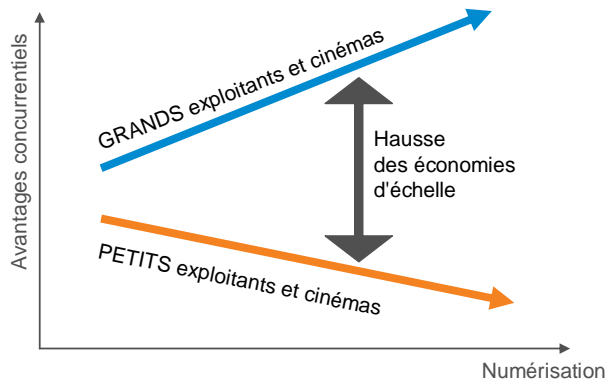 Avantages concurrentiels
GRANDS exploitants et cinémas
Hausse
des économies
d'échelle
PETITS exploitants et cinémas
Numérisation